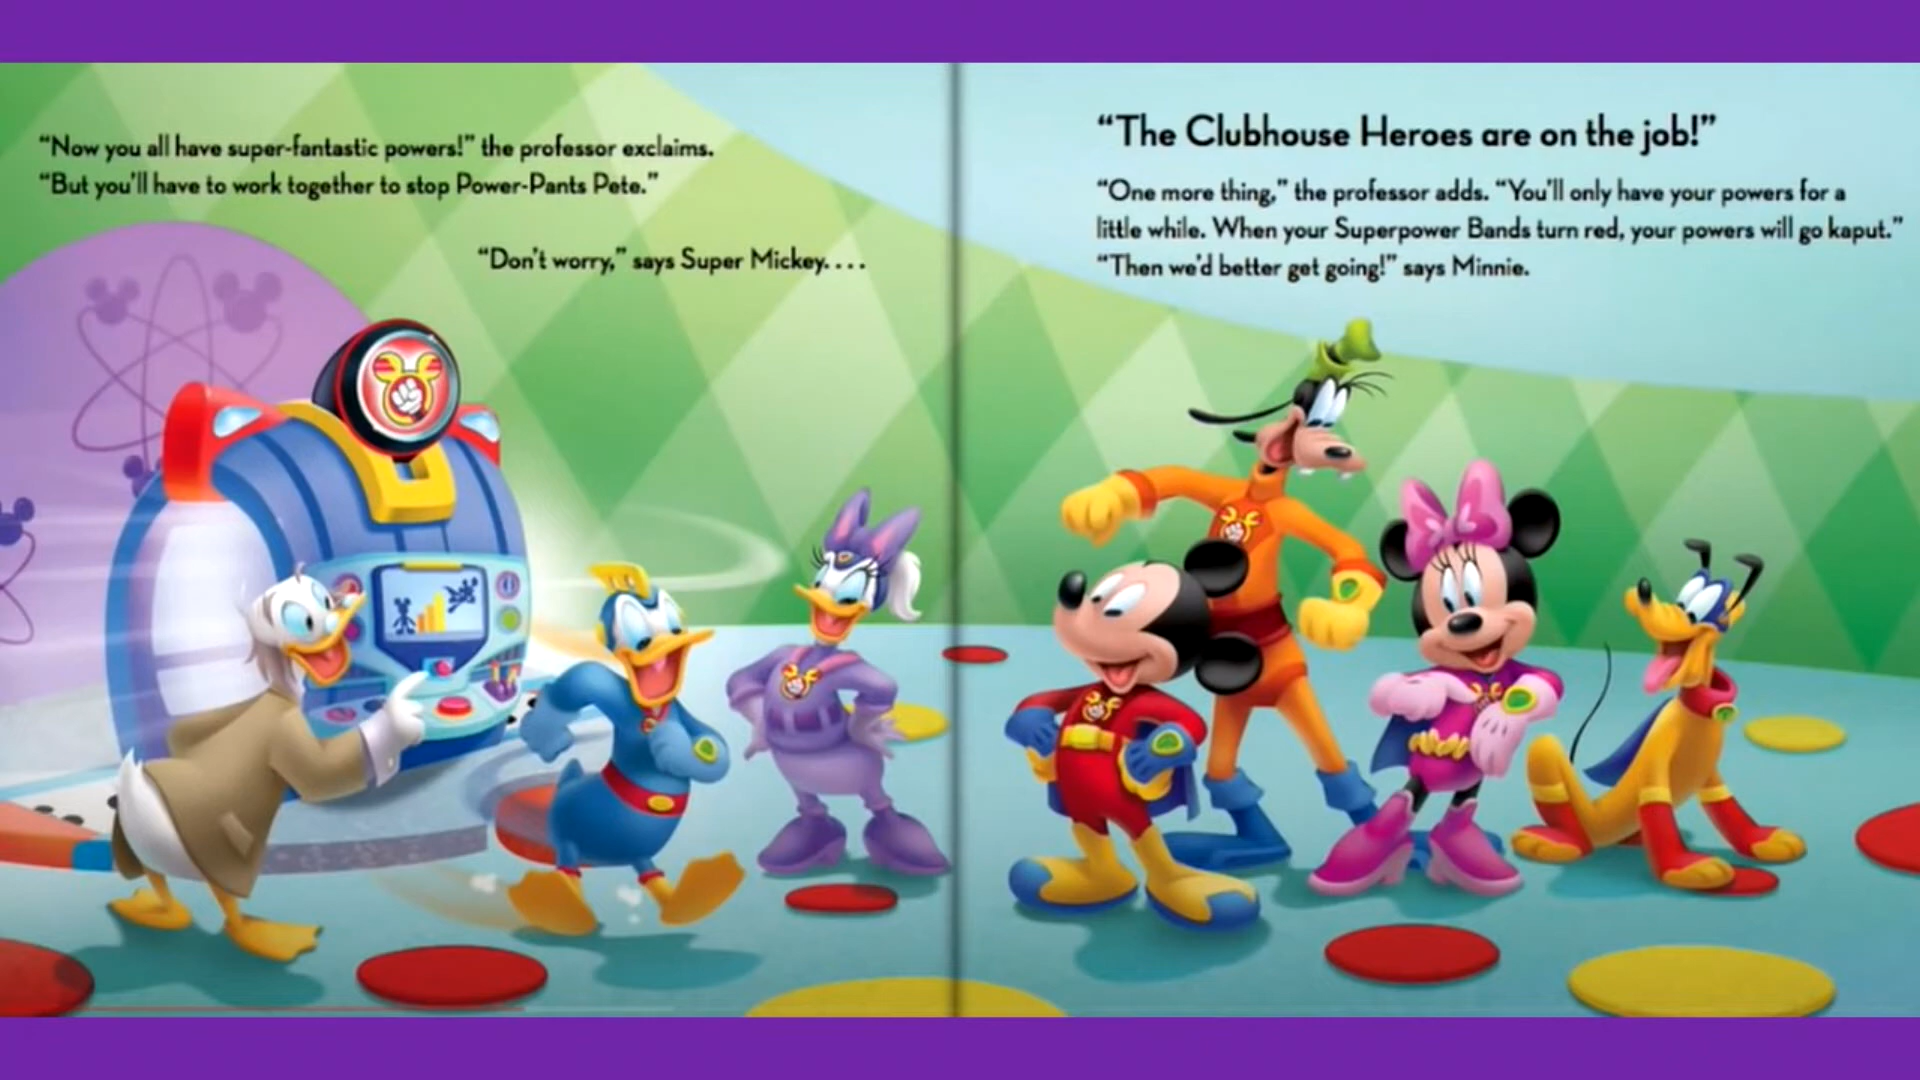 “Now you all have super-fantastic powers!” the professor exclaims.
“But you’ll have to work together to stop Power-Pants Pete.”
“Don’t worry,” says Super Mickey. . . .
“The Clubhouse Heroes are on the job!”
“One more thing,” the professor adds. “You’ll only have your powers for a
little while. When your Superpower Bands turn red, your powers will go kaput.”
“Then we’d better get going!” says Minnie.